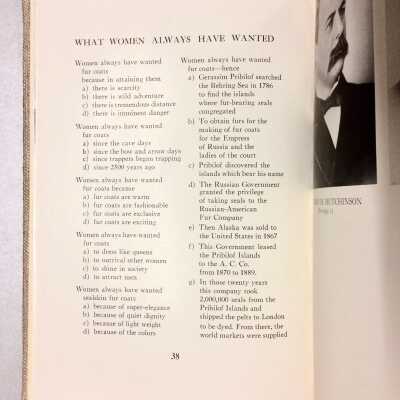 WHAT WOMEN ALWAYS HAVE WANTED
Women always have wanted
fur coats
because in attaining them
a) there is scarcity
b) there is wild adventure
c) there is tremendous distance
d) there is imminent danger
Women always have wanted
fur coats
a) since the cave days
b) since the bow and arrow days
c) since trappers began trapping
d) since 2500 years ago
Women always have wanted
fur coats because
a) fur coats are warm
b) fur coats are fashionable
c) fur coats are exclusive
d) fur coats are exciting
Women always have wanted
fur coats
a) to dress like queens
b) to outrival other women
c) to shine in society
d) to attract men
Women always have wanted
sealskin fur coats
a) because of super-elegance
b) because of quiet dignity
c) because of light weight
d) because of the colors
Women always have wanted
fur coats—hence
a) Gerassim Pribilof searched
the Behring Sea in 1786
to find the islands
where fur-bearing seals
congregated
b) To obtain furs for the
making of fur coats
for the Empress
of Russia and the
ladies of the court
c) Pribilof discovered the
islands which bear his name
d) The Russian Government
granted the privilege
of taking seals to the
Russian-American
Fur Company
e) Then Alaska was sold to
the United States in 1867
f) This Government leased
the Pribilof Islands
to the A. C. Co.
from 1870 to 1889.
g) In those twenty years
this company took
2,000,000 seals from the
Pribilof Islands and
shipped the pelts to London
to be dyed. From there, the
world markets were supplied
38
HUTCHINSON